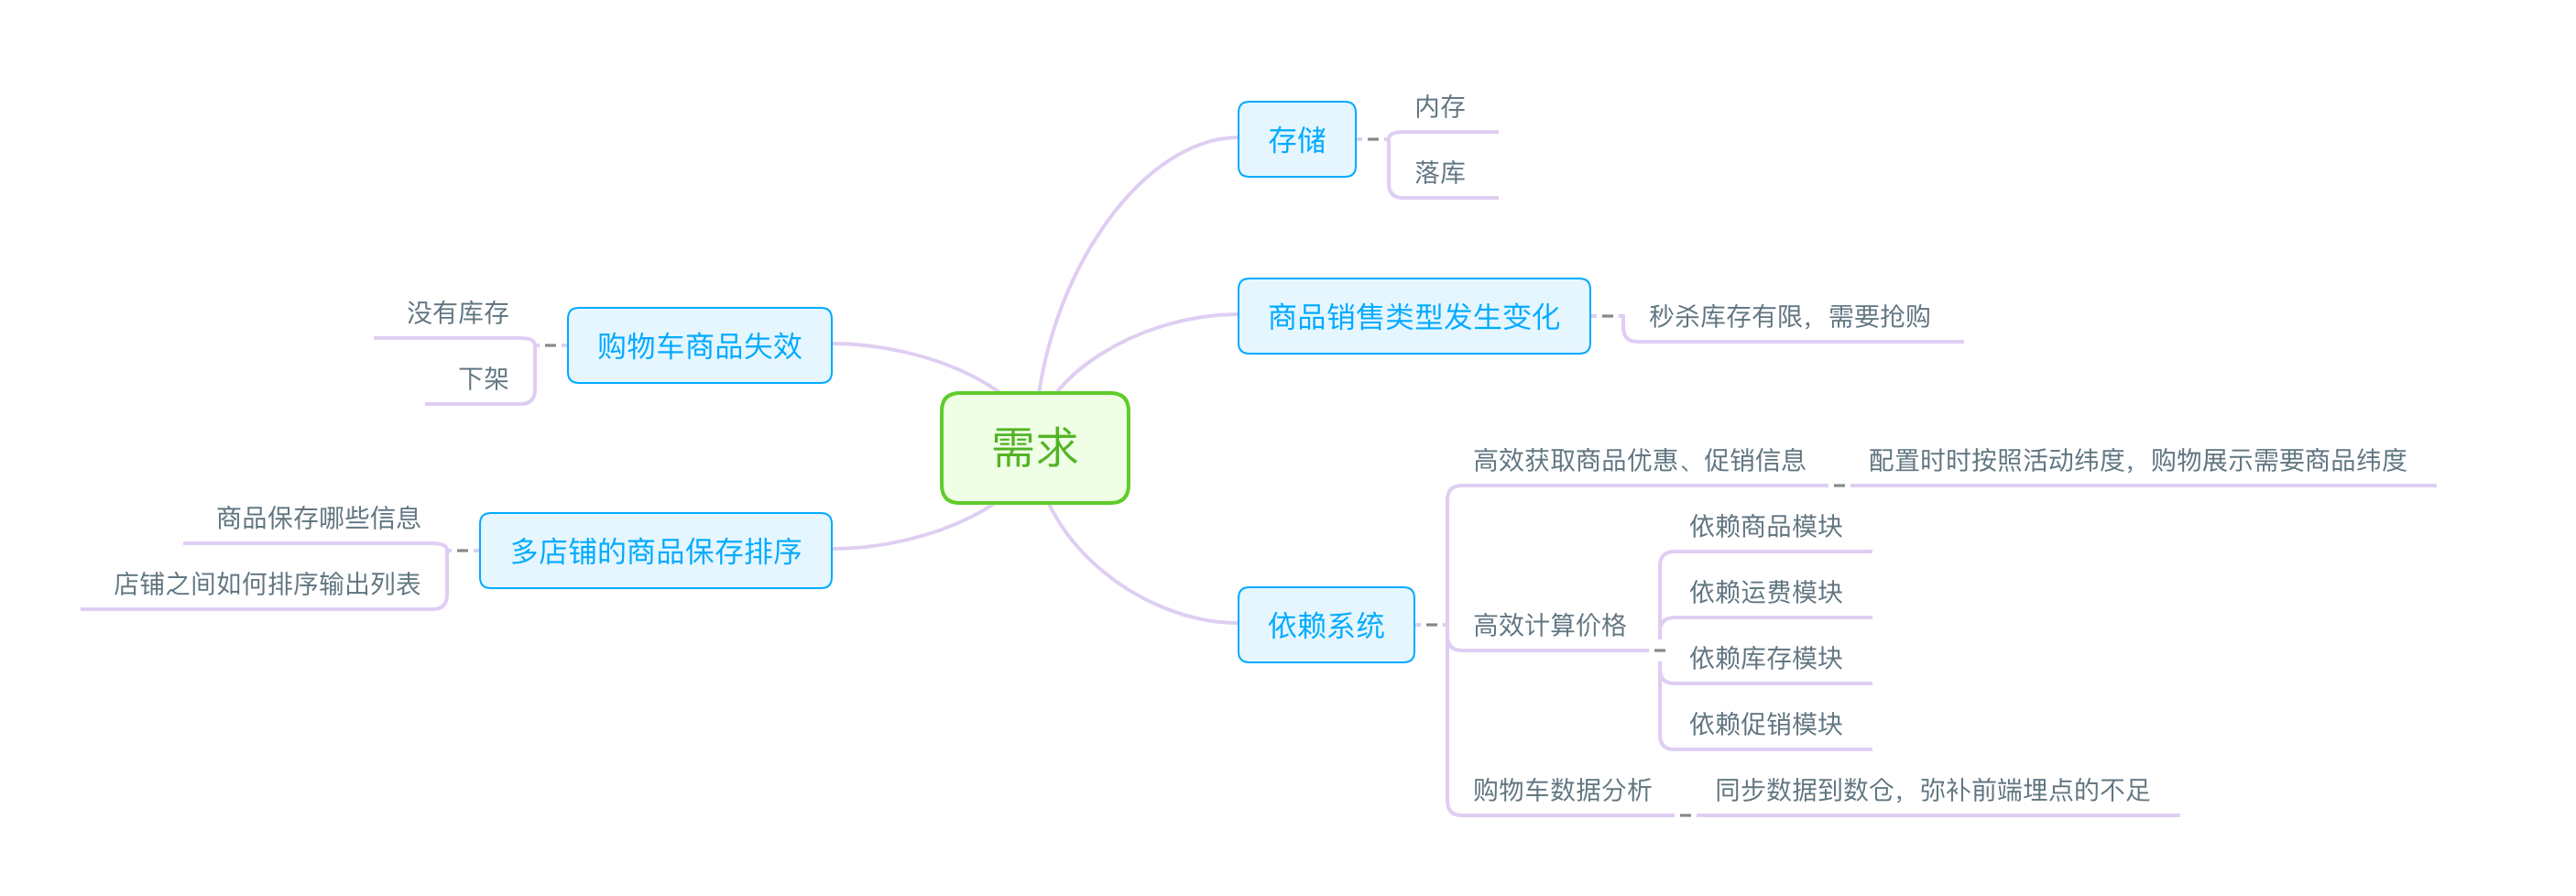 需求
存储
内存
落库
商品销售类型发生变化
秒杀库存有限，需要抢购
依赖系统
高效获取商品优惠、促销信息
配置时时按照活动纬度，购物展示需要商品纬度
高效计算价格
依赖商品模块
依赖运费模块
依赖库存模块
依赖促销模块
购物车数据分析
同步数据到数仓，弥补前端埋点的不足
购物车商品失效
没有库存
下架
多店铺的商品保存排序
商品保存哪些信息
店铺之间如何排序输出列表